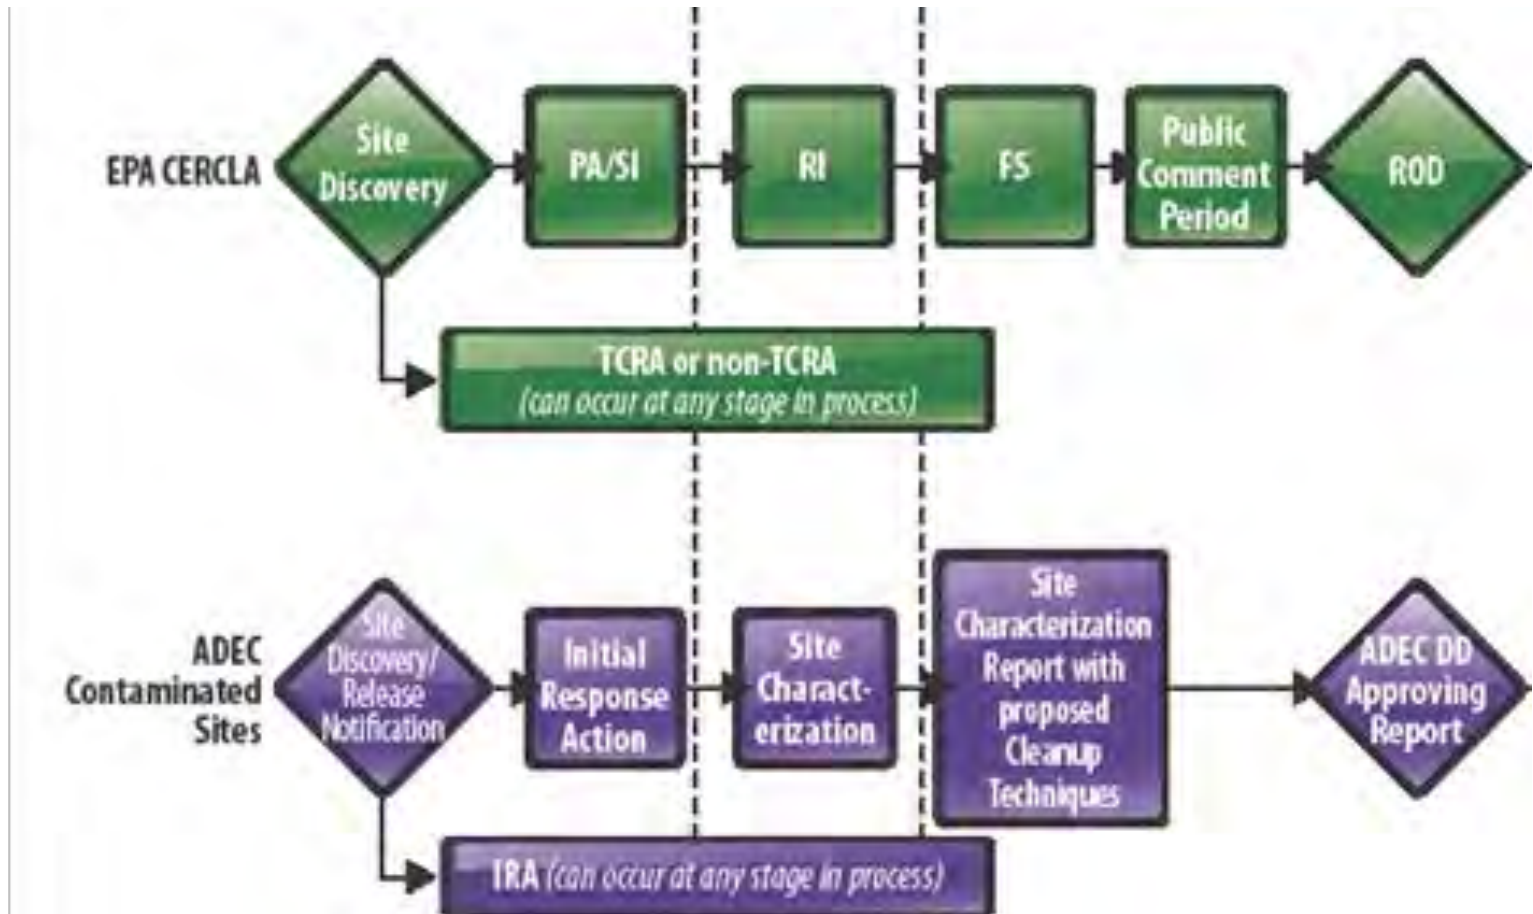 EPA CERCLA
Site
Discovery
PA/SI
RI
FS
Public
Comment
Period
ROD
TCRA or non-TCRA
(can occur at any stage in process)
ADEC
Contaminated
Sites
Site
Discovery/
Release
Notification
Initial
Response
Action
Site
Charact-
erization
Site
Characterization
Report with
proposed
Cleanup
Techniques
ADEC DD
Approving
Report
IRA (can occur at any stage in process)